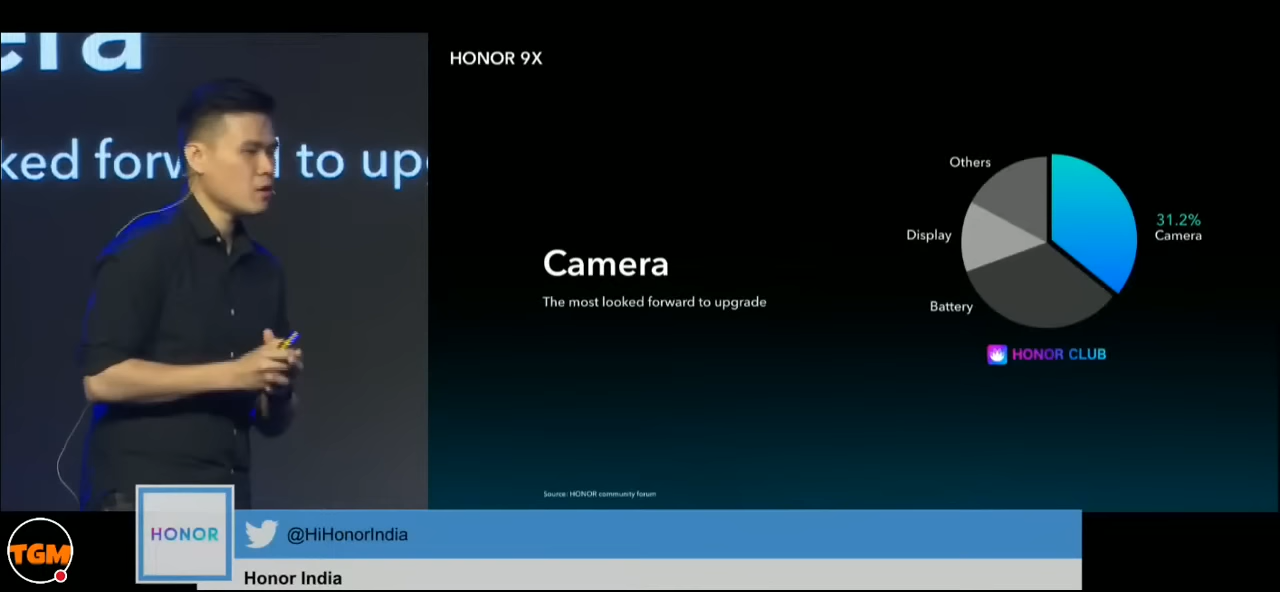 era
ked forw to up
HONOR 9X
Camera
The most looked forward to upgrade
Others
Display
Battery
31.2%
Camera
HONOR CLUB
Source: HONOR community forum
HONOR
@HiHonorIndia
Honor India
TGM